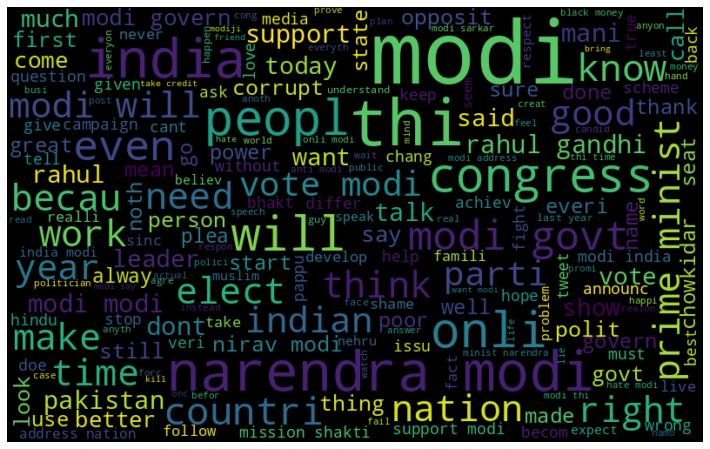 much modi govern media opposit state modi mani call back
first never support modi know
come question india love today true
given take credit ask corrupt sure keep done scheme
modi will campaign cant peopl thi said good thank
great give power go want chang rahul gandhi seat
tell even mean without
rahul becau need noth vote modi congress prime minist
realli believ bhakt differ achiev everi name
work person plea will talk modi govt
sinc india modi leader say fight
year alway muslim start develop help famili parti vote tweet chowkidar best
politician think speak pappu
modi modi elect shame hope well announc show
hindu stop dont take indian poor onli problem polit govern
make still veri nirav modi nehru issu
look time doe narendra modi fact govt must live
pakistan countri thing nation made right
use better follow mission shakti support modi becom expect wrong
address nation
black money modi sarkar modiji friend everyon happen prove plan cong
respect understand least money hand bring anyon
busi post anoth hate world onli modi anti modi public wait feel creat candid
modi address thi time last year speech guy real word
read polici respon agre actual instead forc case kill anyth
want modi minist narendra modi thi hate modi modi india
life lie answer face watch befor onc fail happi reason promi namo
mind seem everyth modi say